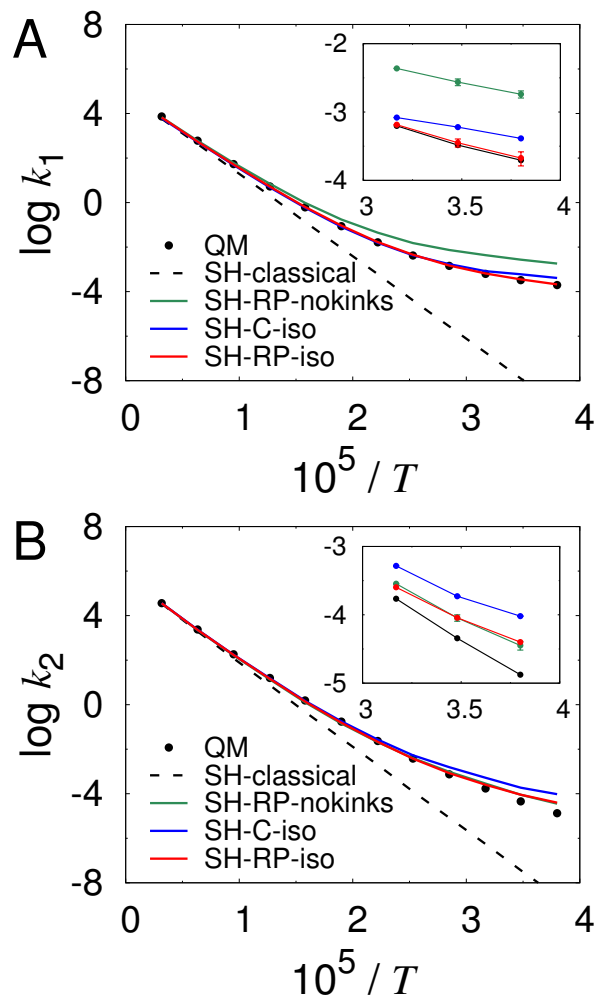 A
8
4
0
-4
-8
log k1
QM
SH-classical
SH-RP-nokinks
SH-C-iso
SH-RP-iso
-2
-3
-4
3 3.5 4
0 1 2 3 4
10^5 / T
B
8
4
0
-4
-8
log k2
QM
SH-classical
SH-RP-nokinks
SH-C-iso
SH-RP-iso
-3
-4
-5
3 3.5 4
0 1 2 3 4
10^5 / T